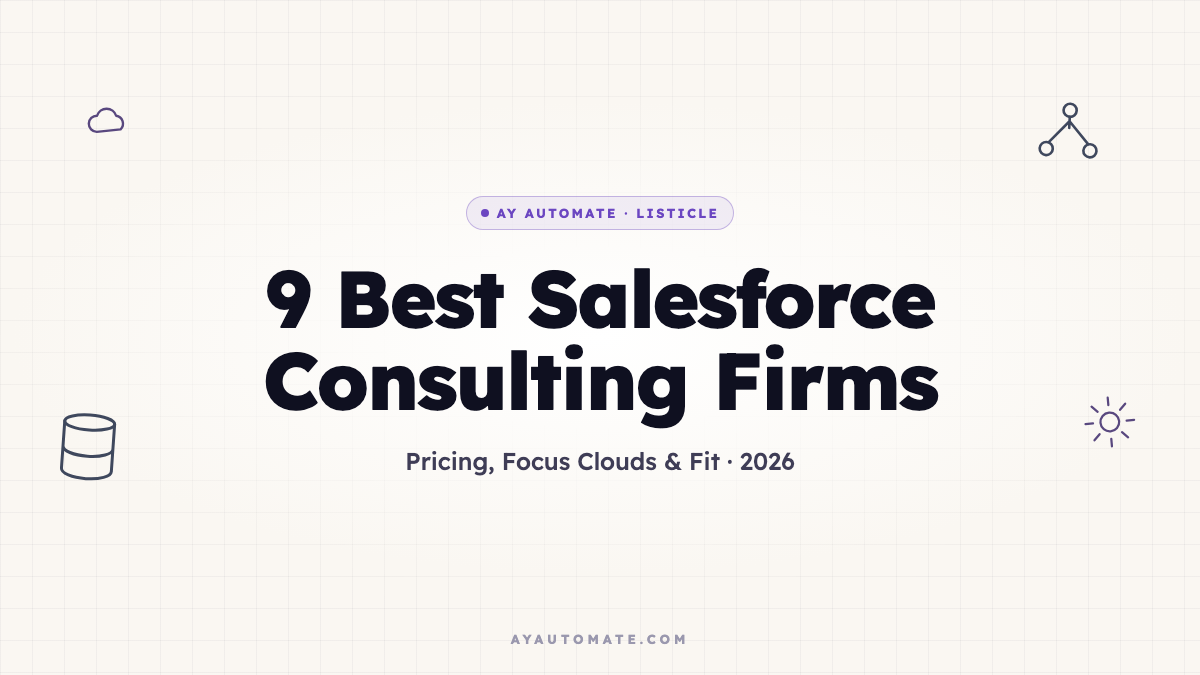 AY AUTOMATE · LISTICLE
9 Best Salesforce
Consulting Firms
Pricing, Focus Clouds & Fit · 2026
AYAUTOMATE.COM